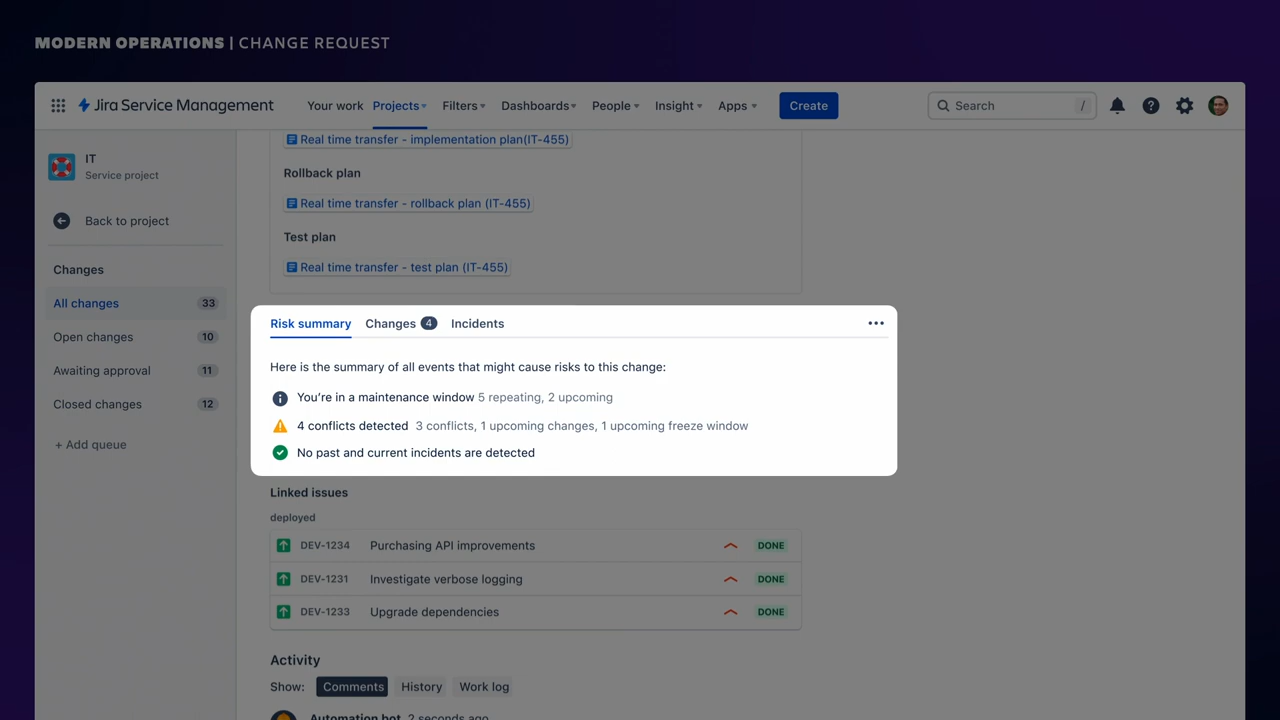 MODERN OPERATIONS | CHANGE REQUEST
Jira Service Management Your work Projects Filters Dashboards People Insight Apps Create Search /
IT
Service project
Back to project
Changes
All changes 33
Open changes 10
Awaiting approval 11
Closed changes 12
+ Add queue
Real time transfer - implementation plan(IT-455)
Rollback plan
Real time transfer - rollback plan (IT-455)
Test plan
Real time transfer - test plan (IT-455)
Risk summary Changes 4 Incidents
Here is the summary of all events that might cause risks to this change:
You're in a maintenance window 5 repeating, 2 upcoming
4 conflicts detected 3 conflicts, 1 upcoming changes, 1 upcoming freeze window
No past and current incidents are detected
Linked issues
deployed
DEV-1234 Purchasing API improvements DONE
DEV-1231 Investigate verbose logging DONE
DEV-1233 Upgrade dependencies DONE
Activity
Show: Comments History Work log
Automation bot 2 seconds ago